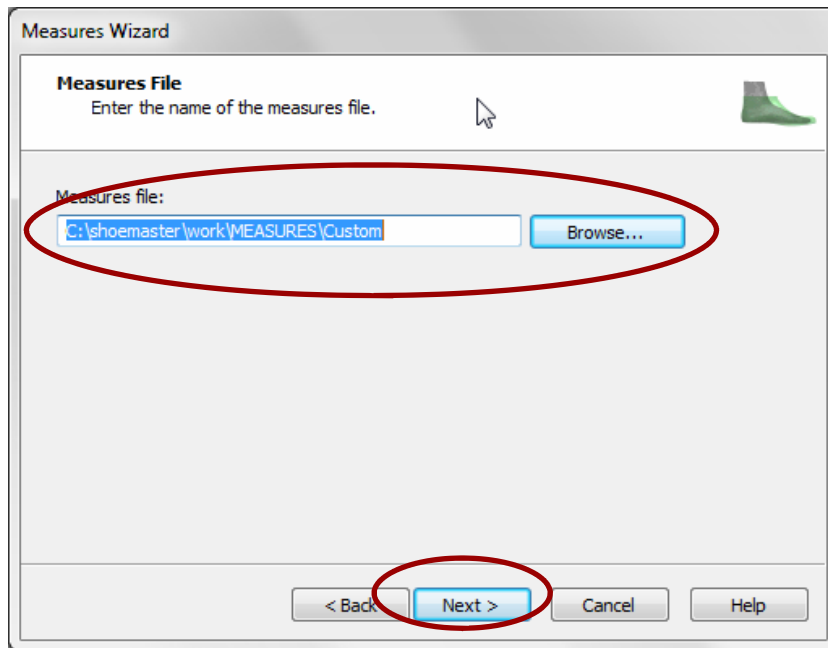 Measures Wizard
Measures File
Enter the name of the measures file.
Measures file:
C:\shoemaster\work\MEASURES\Custom
Browse...
< Back
Next >
Cancel
Help